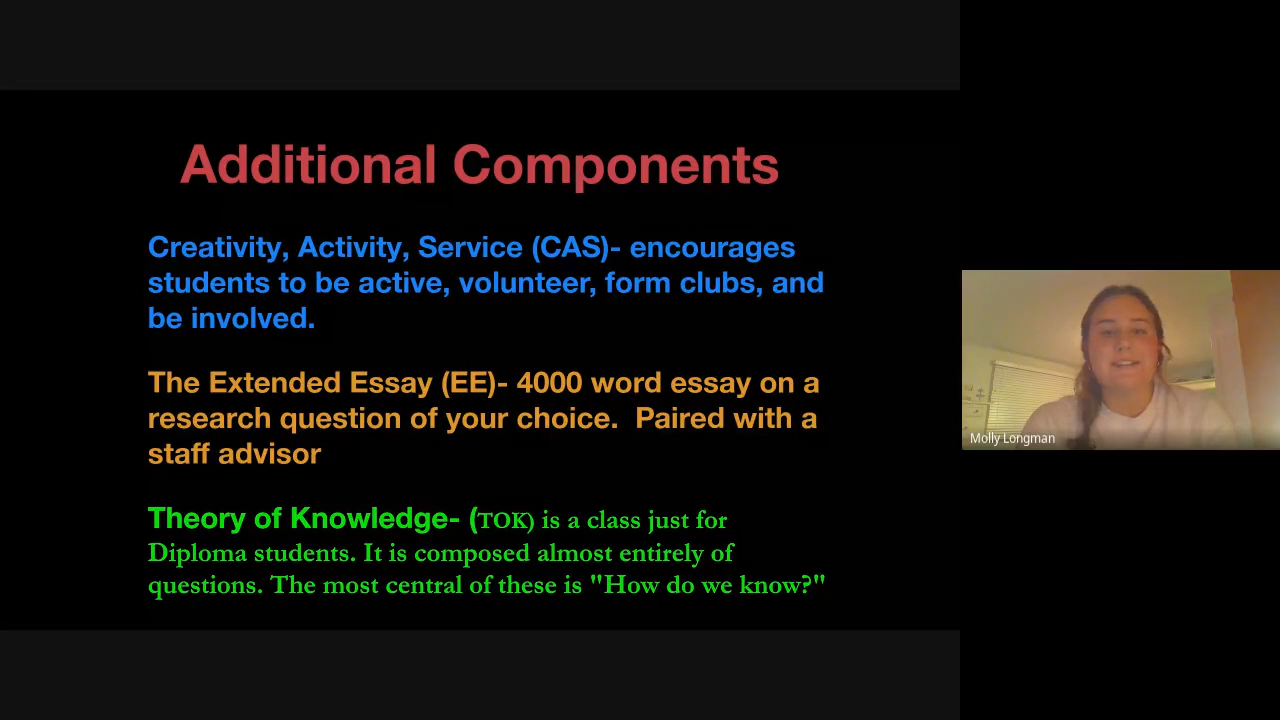 Additional Components
Creativity, Activity, Service (CAS)- encourages
students to be active, volunteer, form clubs, and
be involved.
The Extended Essay (EE)- 4000 word essay on a
research question of your choice.  Paired with a
staff advisor
Theory of Knowledge- (TOK) is a class just for
Diploma students. It is composed almost entirely of
questions. The most central of these is "How do we know?"
Molly Longman